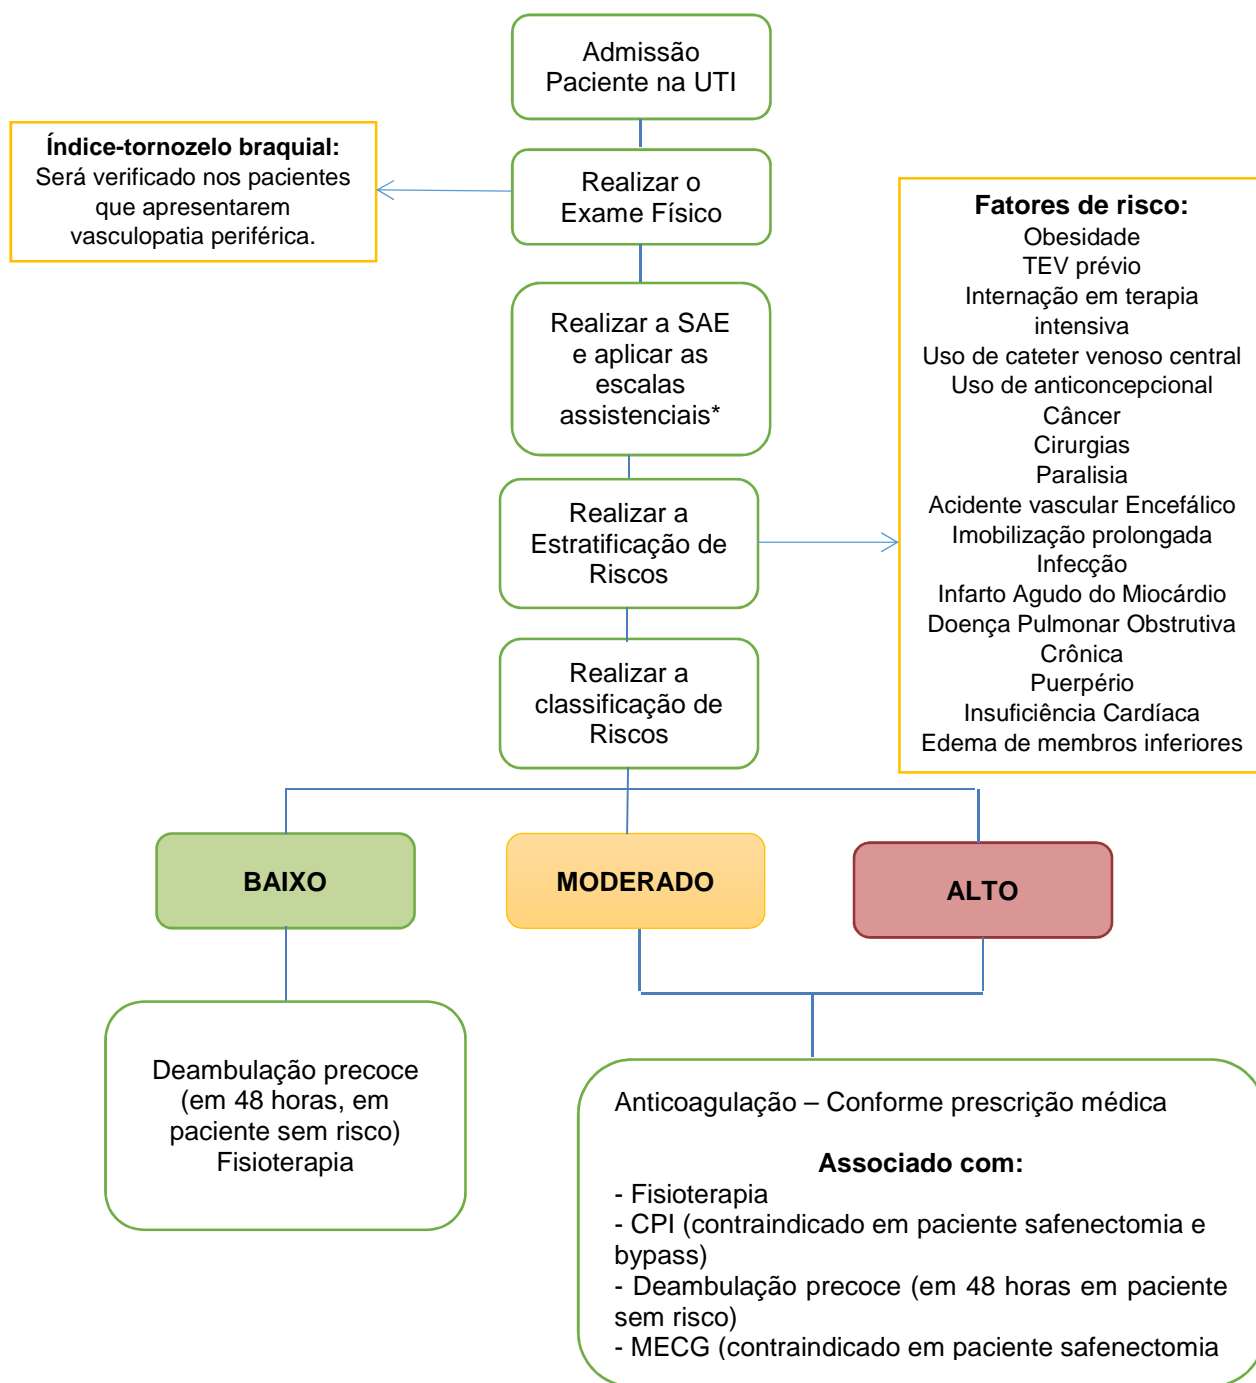 Admissão
Paciente na UTI
Índice-tornozelo braquial:
Será verificado nos pacientes
que apresentarem
vasculopatia periférica.
Realizar o
Exame Físico
Fatores de risco:
Obesidade
TEV prévio
Internação em terapia
intensiva
Uso de cateter venoso central
Uso de anticoncepcional
Câncer
Cirurgias
Paralisia
Acidente vascular Encefálico
Imobilização prolongada
Infecção
Infarto Agudo do Miocárdio
Doença Pulmonar Obstrutiva
Crônica
Puerpério
Insuficiência Cardíaca
Edema de membros inferiores
Realizar a SAE
e aplicar as
escalas
assistenciais*
Realizar a
Estratificação de
Riscos
Realizar a
classificação de
Riscos
BAIXO
MODERADO
ALTO
Deambulação precoce
(em 48 horas, em
paciente sem risco)
Fisioterapia
Anticoagulação – Conforme prescrição médica
Associado com:
- Fisioterapia
- CPI (contraindicado em paciente safenectomia e
bypass)
- Deambulação precoce (em 48 horas em paciente
sem risco)
- MECG (contraindicado em paciente safenectomia